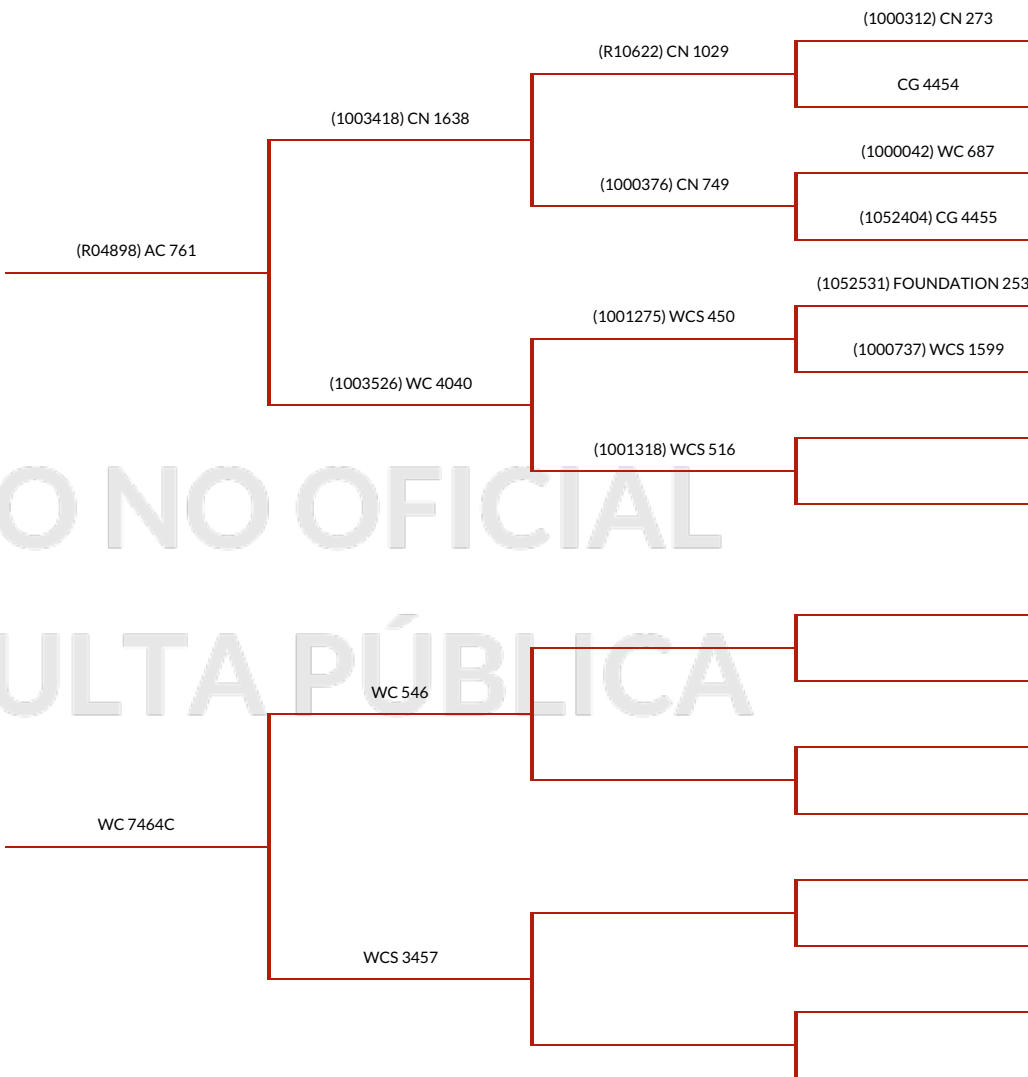 (1000312) CN 273
(R10622) CN 1029
CG 4454
(1003418) CN 1638
(1000042) WC 687
(1000376) CN 749
(1052404) CG 4455
(R04898) AC 761
(1052531) FOUNDATION 253
(1001275) WCS 450
(1000737) WCS 1599
(1003526) WC 4040
(1001318) WCS 516
O NO OFICIAL
ULTA PÚBLICA
WC 546
WC 7464C
WCS 3457